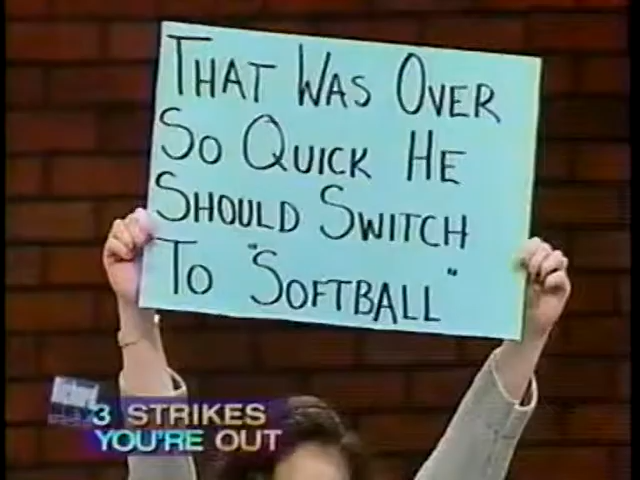 THAT WAS OVER
SO QUICK HE
SHOULD SWITCH
TO "SOFTBALL"
3 STRIKES
YOU'RE OUT